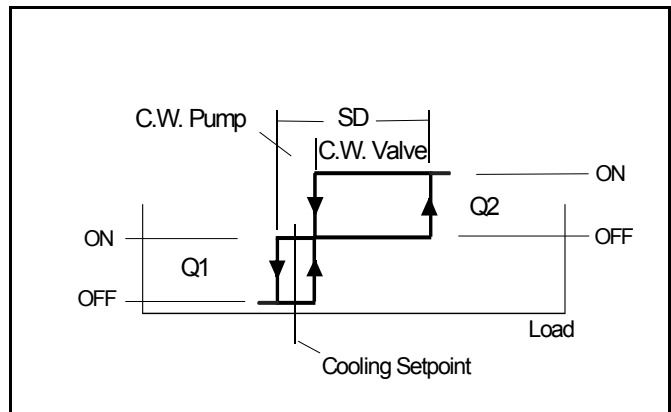 C.W. Pump
SD
C.W. Valve
ON
Q2
ON
OFF
Q1
OFF
Load
Cooling Setpoint